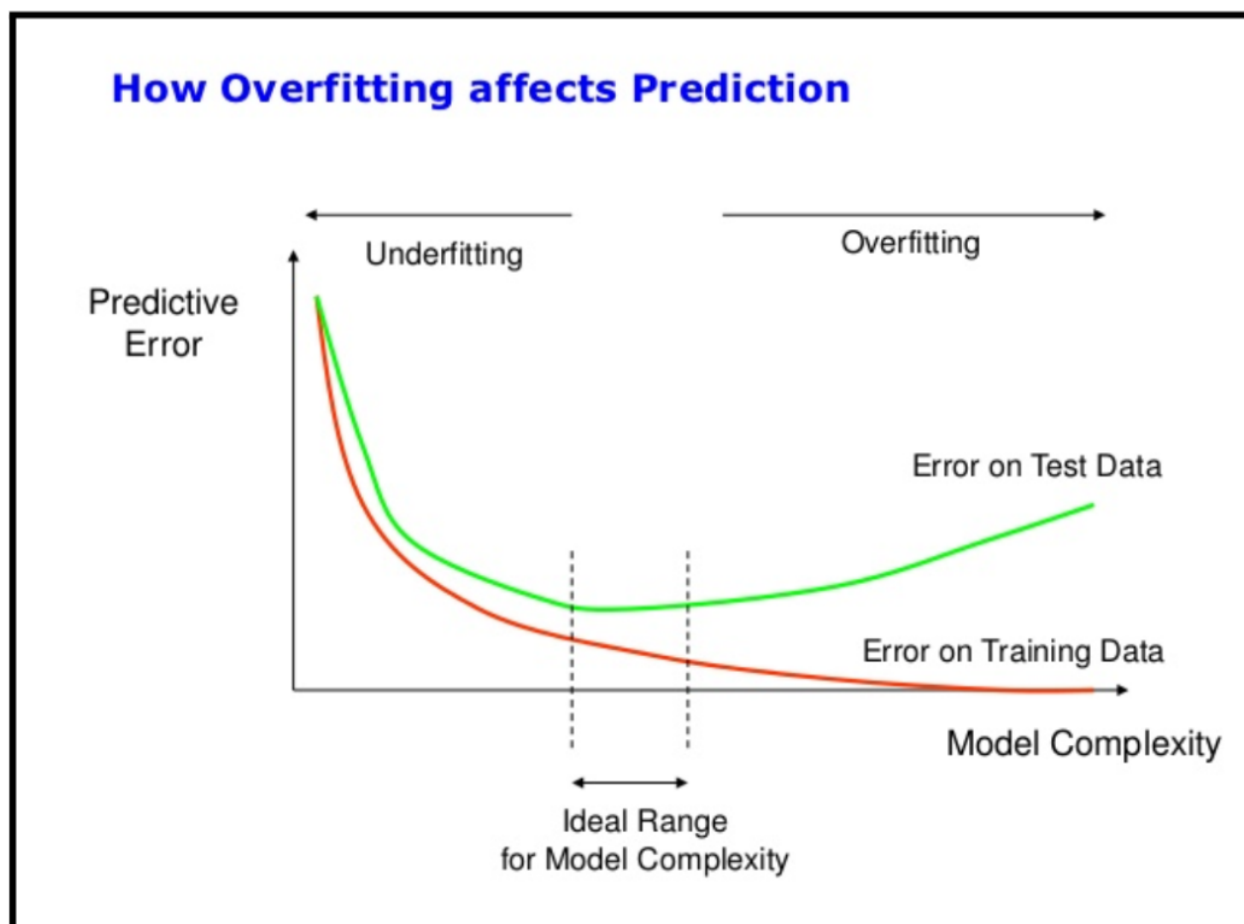 How Overfitting affects Prediction
Underfitting
Overfitting
Predictive
Error
Error on Test Data
Error on Training Data
Model Complexity
Ideal Range
for Model Complexity